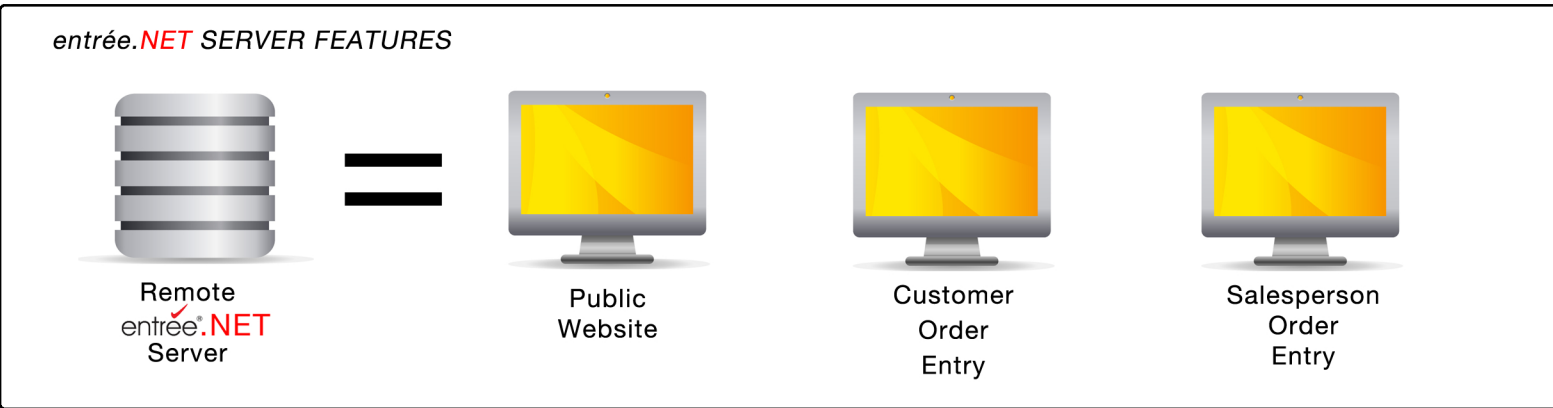 entrée.NET SERVER FEATURES
Remote
entrée®.NET
Server
Public
Website
Customer
Order
Entry
Salesperson
Order
Entry